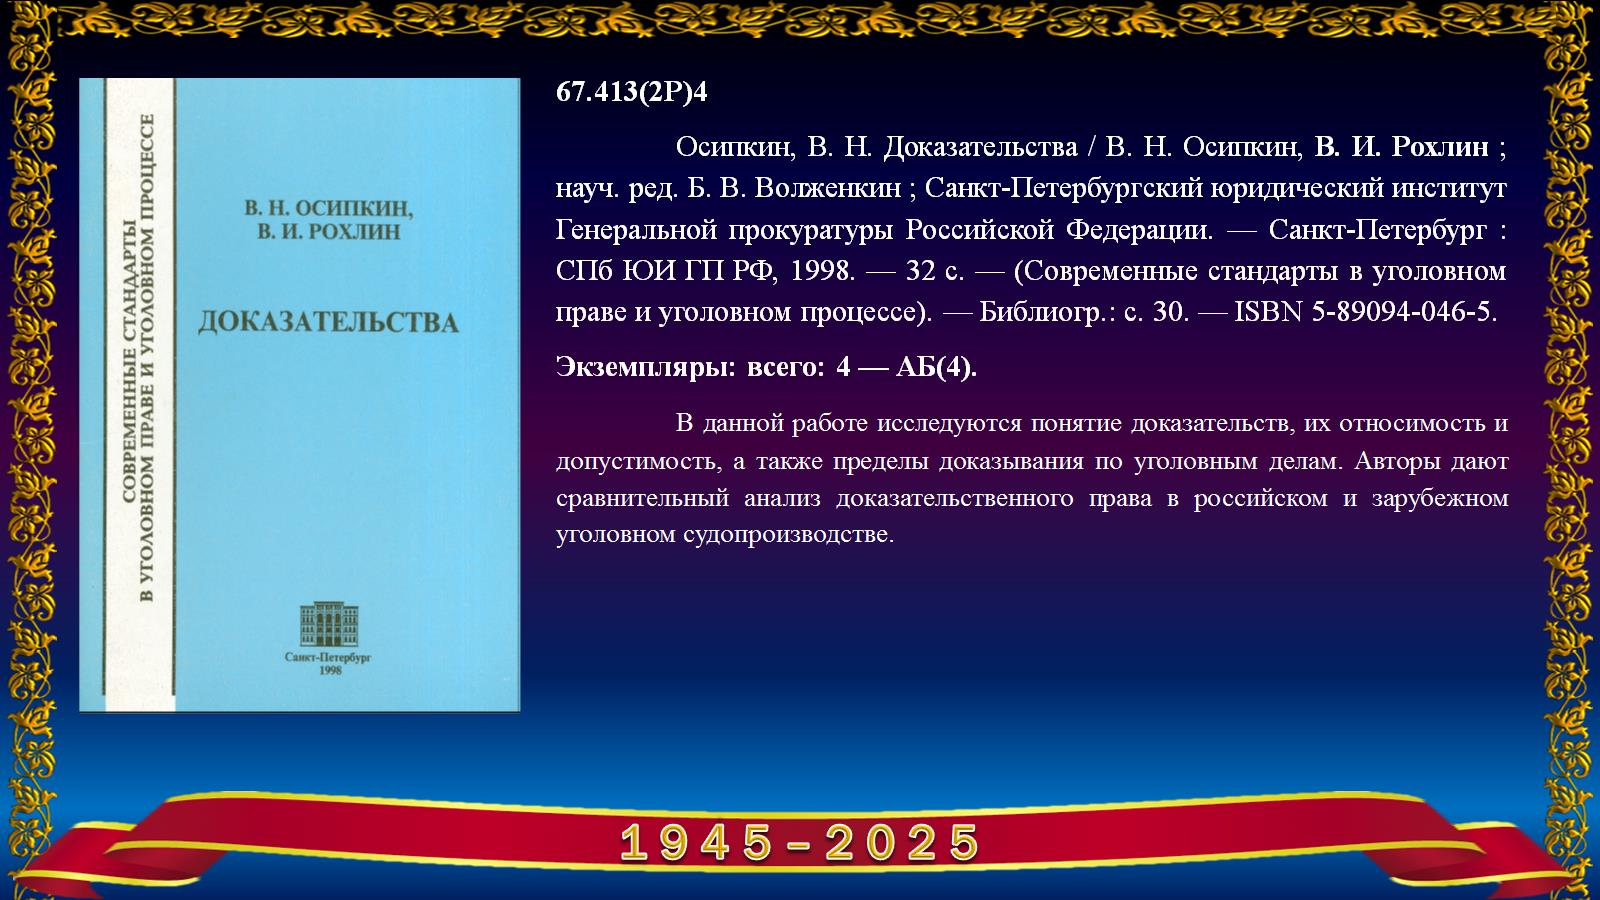 СОВРЕМЕННЫЕ СТАНДАРТЫ
В УГОЛОВНОМ ПРАВЕ И УГОЛОВНОМ ПРОЦЕССЕ
В. Н. ОСИПКИН,
В. И. РОХЛИН
ДОКАЗАТЕЛЬСТВА
Санкт-Петербург
1998
67.413(2Р)4
Осипкин, В. Н. Доказательства / В. Н. Осипкин, В. И. Рохлин ;
науч. ред. Б. В. Волженкин ; Санкт-Петербургский юридический институт
Генеральной прокуратуры Российской Федерации. — Санкт-Петербург :
СПб ЮИ ГП РФ, 1998. — 32 с. — (Современные стандарты в уголовном
праве и уголовном процессе). — Библиогр.: с. 30. — ISBN 5-89094-046-5.
Экземпляры: всего: 4 — АБ(4).
В данной работе исследуются понятие доказательств, их относимость и
допустимость, а также пределы доказывания по уголовным делам. Авторы дают
сравнительный анализ доказательственного права в российском и зарубежном
уголовном судопроизводстве.
1945–2025